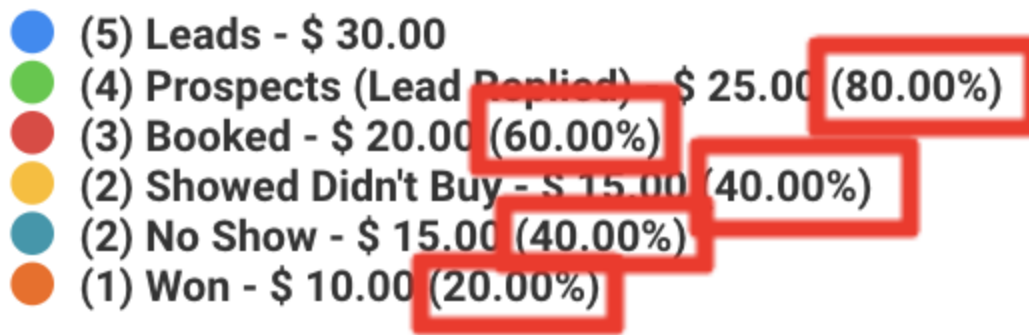 (5) Leads - $ 30.00
(4) Prospects (Lead Replied) - $ 25.00 (80.00%)
(3) Booked - $ 20.00 (60.00%)
(2) Showed Didn't Buy - $ 15.00 (40.00%)
(2) No Show - $ 15.00 (40.00%)
(1) Won - $ 10.00 (20.00%)